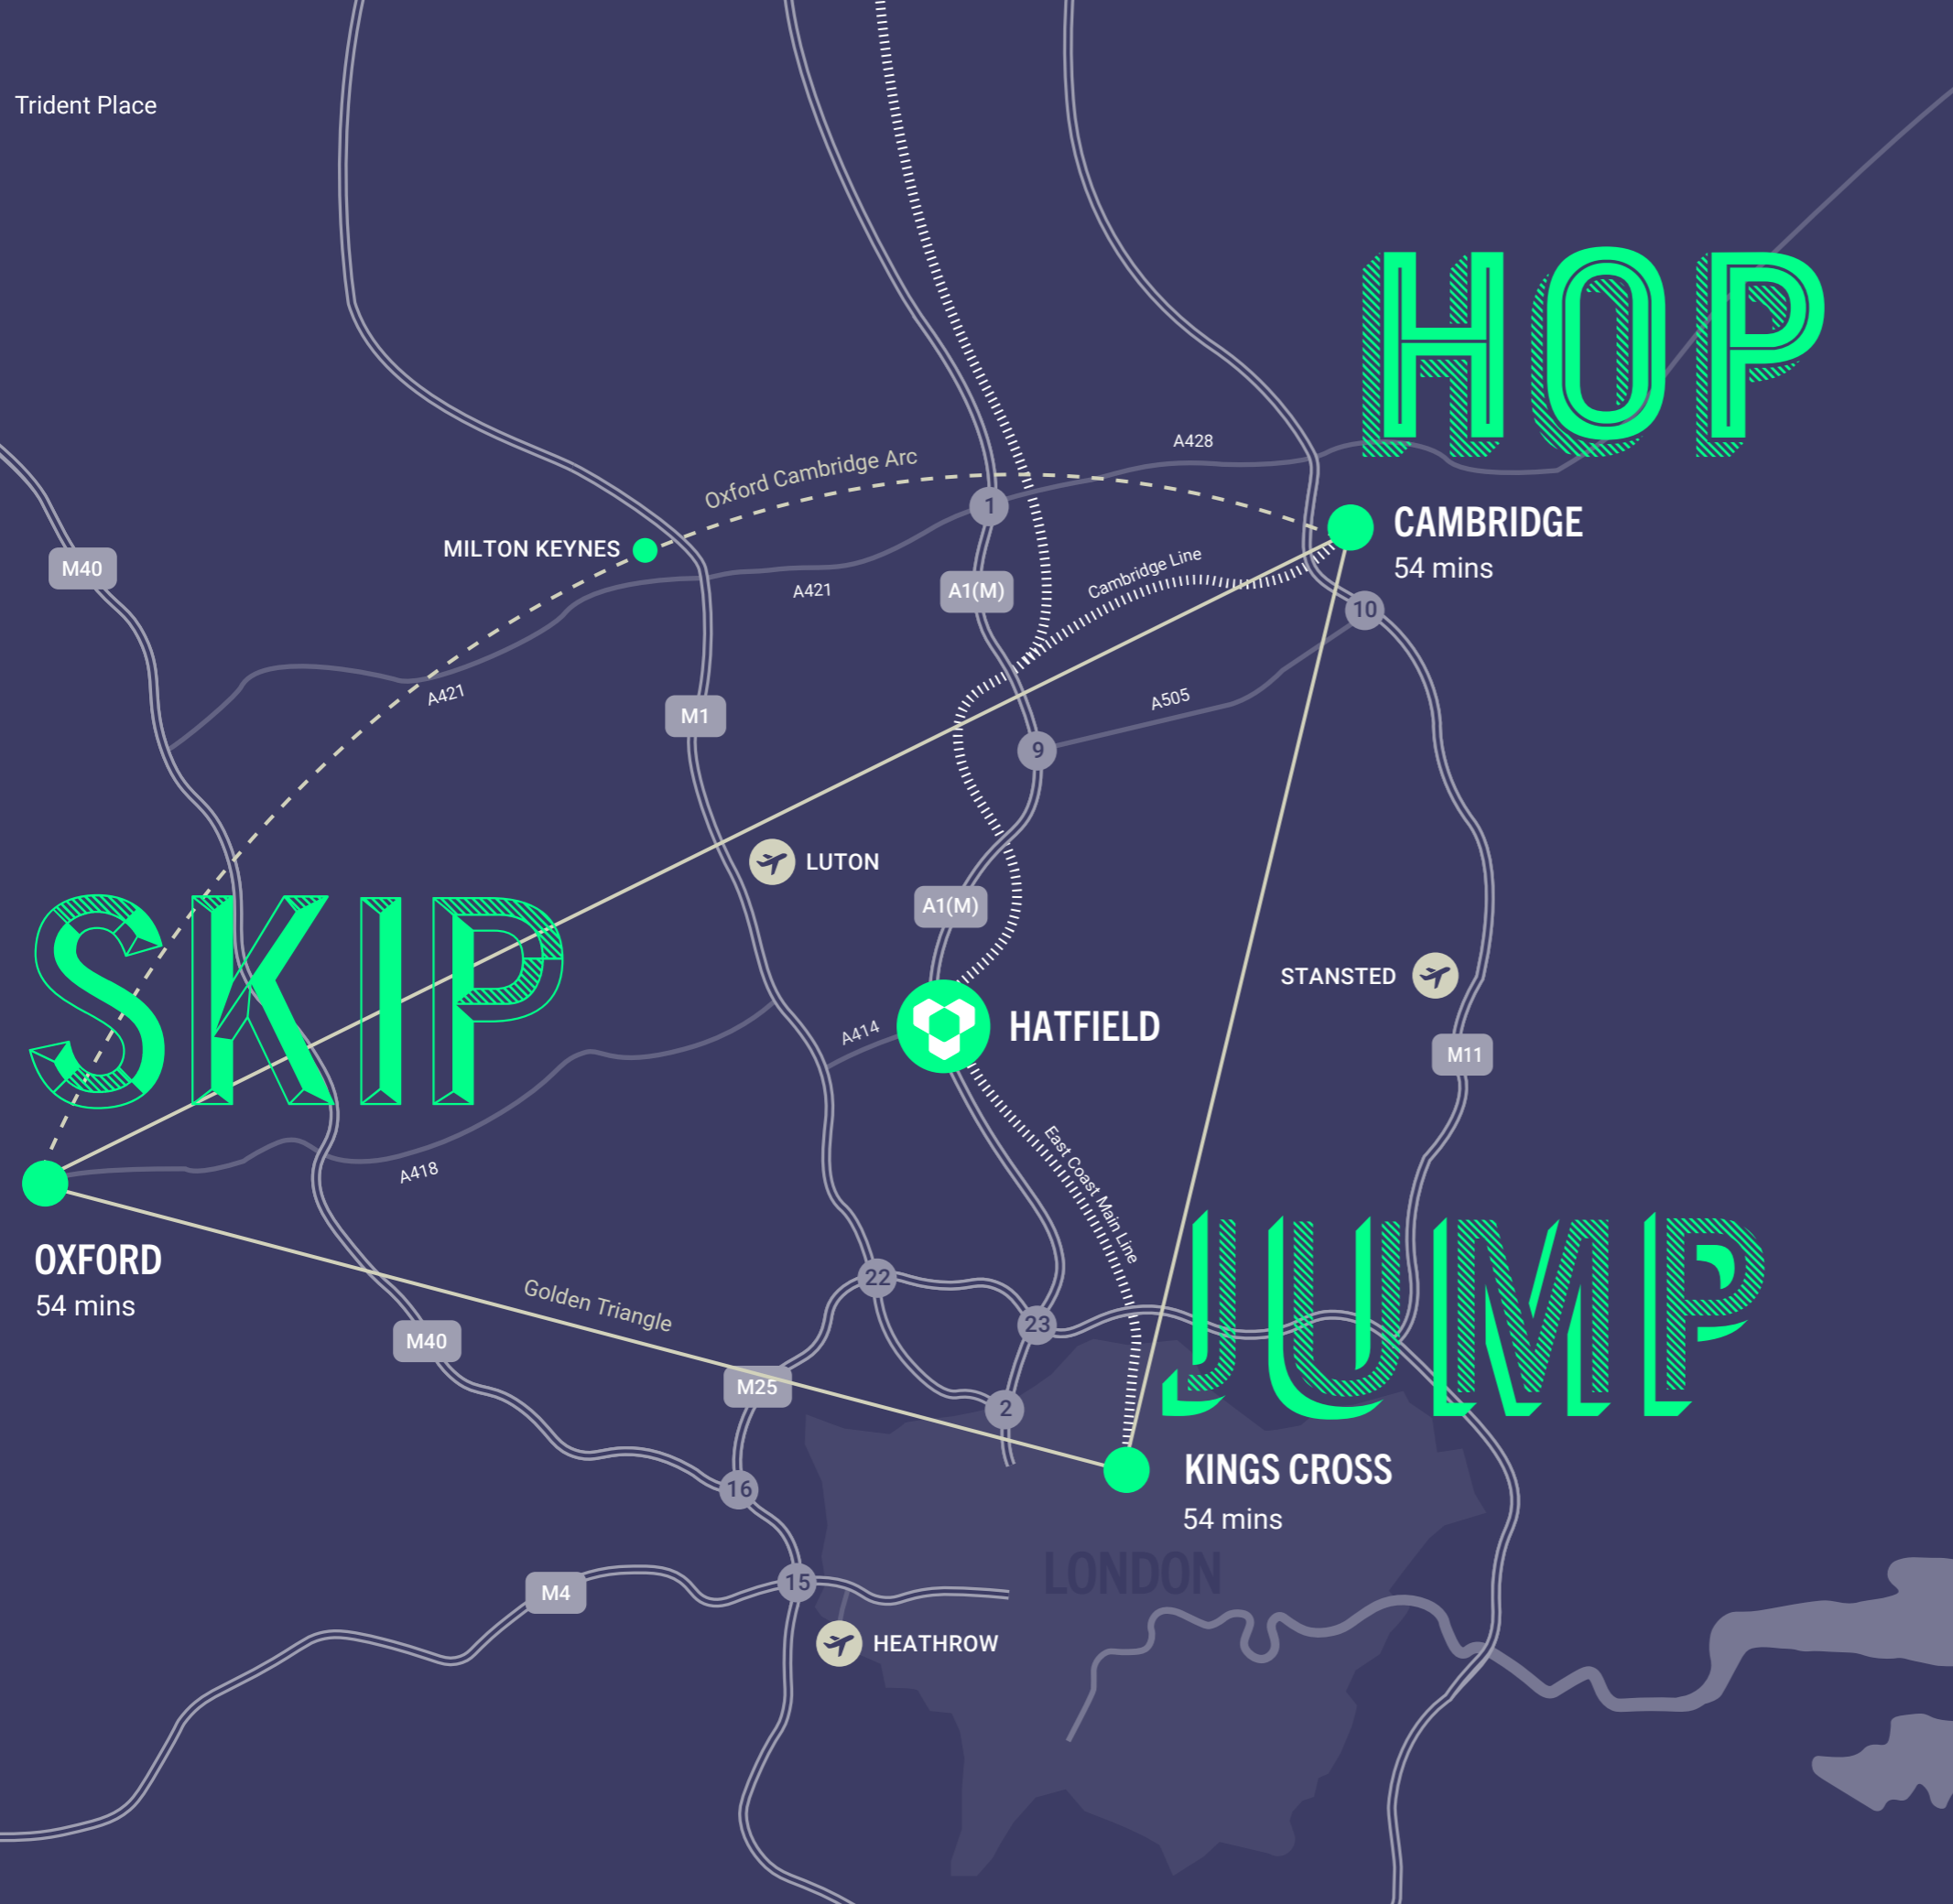 Trident Place
HOP
Oxford Cambridge Arc
A428
1
CAMBRIDGE
54 mins
MILTON KEYNES
M40
A421
A1(M)
Cambridge Line
10
A421
M1
A505
9
LUTON
A1(M)
SKIP
STANSTED
HATFIELD
A414
M11
East Coast Main Line
A418
JUMP
OXFORD
54 mins
Golden Triangle
22
23
M40
M25
2
KINGS CROSS
54 mins
16
LONDON
15
M4
HEATHROW